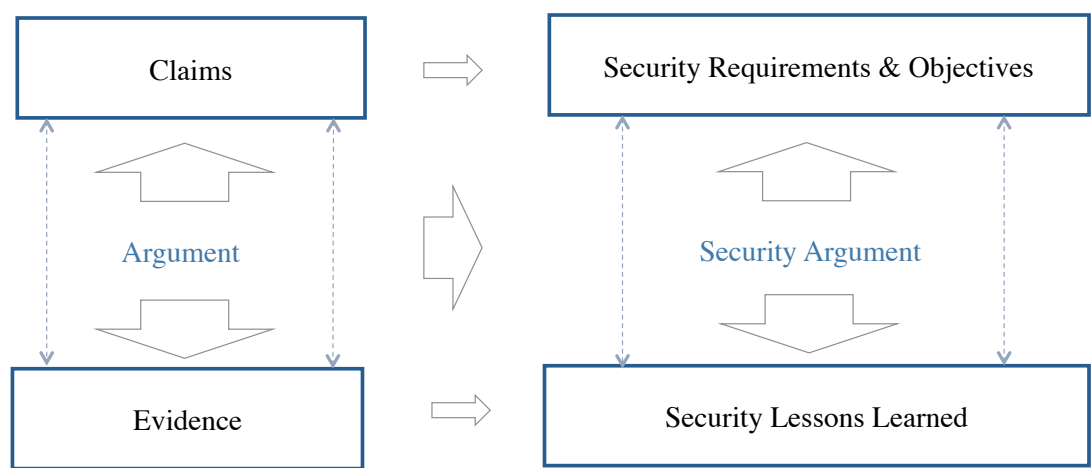 Claims
Security Requirements & Objectives
Argument
Security Argument
Evidence
Security Lessons Learned